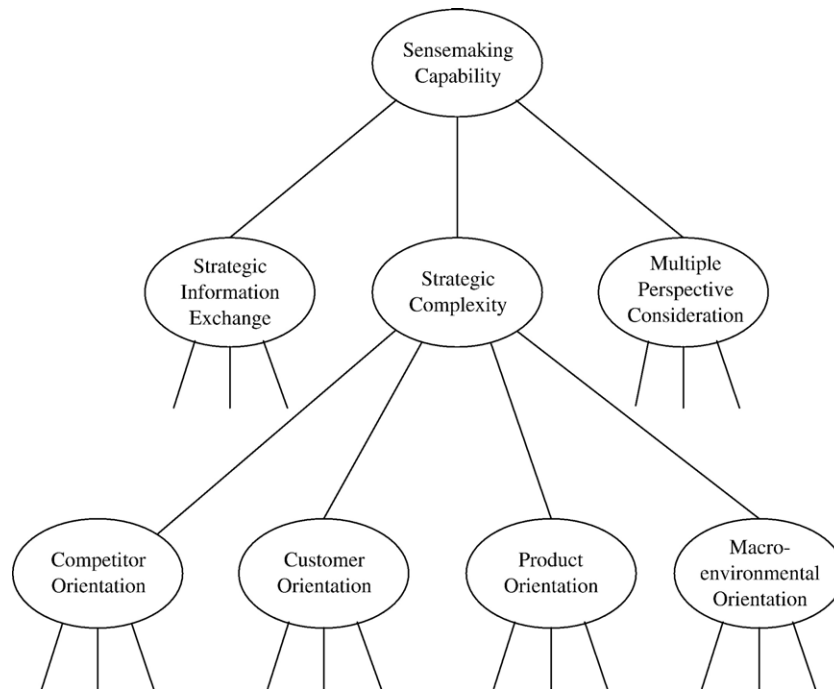 Sensemaking
Capability
Strategic
Information
Exchange
Strategic
Complexity
Multiple
Perspective
Consideration
Competitor
Orientation
Customer
Orientation
Product
Orientation
Macro-
environmental
Orientation